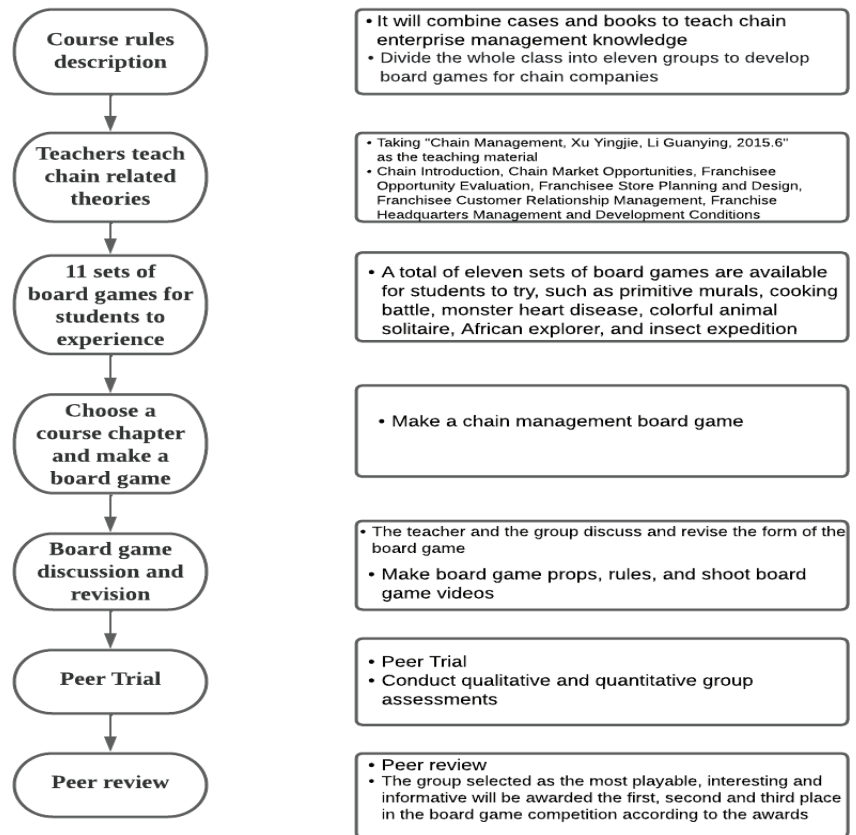 Course rules
description
• It will combine cases and books to teach chain
enterprise management knowledge
• Divide the whole class into eleven groups to develop
board games for chain companies
Teachers teach
chain related
theories
• Taking "Chain Management, Xu Yingjie, Li Guanying, 2015.6"
as the teaching material
• Chain Introduction, Chain Market Opportunities, Franchisee
Opportunity Evaluation, Franchisee Store Planning and Design,
Franchisee Customer Relationship Management, Franchise
Headquarters Management and Development Conditions
11 sets of
board games for
students to
experience
• A total of eleven sets of board games are available
for students to try, such as primitive murals, cooking
battle, monster heart disease, colorful animal
solitaire, African explorer, and insect expedition
Choose a
course chapter
and make a
board game
• Make a chain management board game
Board game
discussion and
revision
• The teacher and the group discuss and revise the form of the
board game
• Make board game props, rules, and shoot board
game videos
Peer Trial
• Peer Trial
• Conduct qualitative and quantitative group
assessments
Peer review
• Peer review
• The group selected as the most playable, interesting and
informative will be awarded the first, second and third place
in the board game competition according to the awards